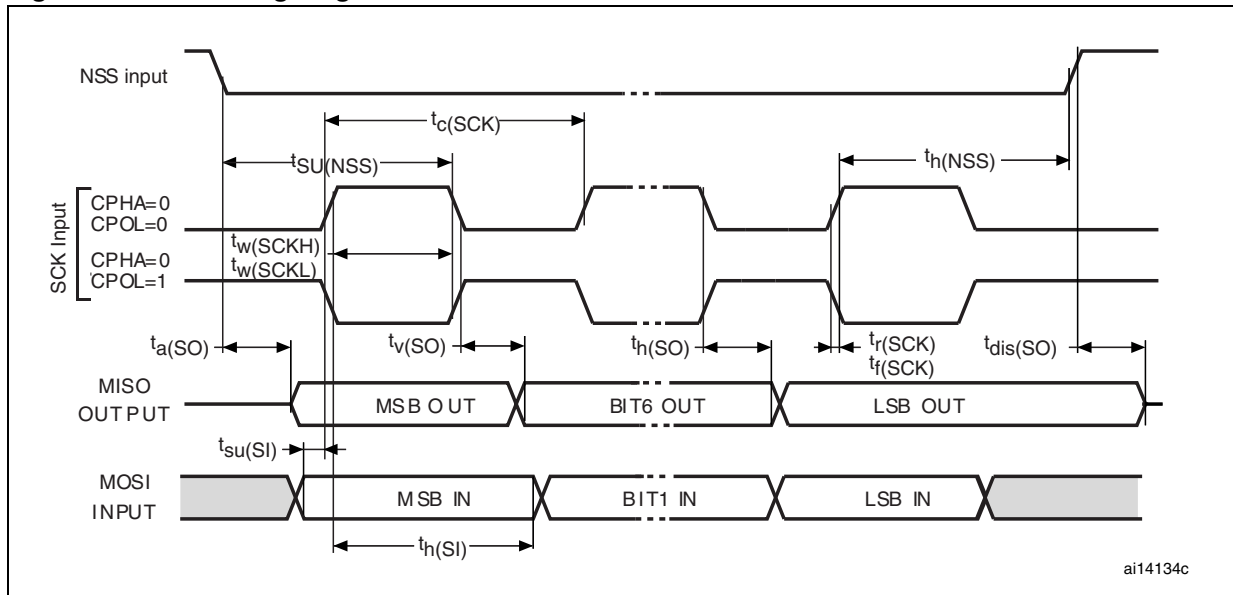 NSS input
tc(SCK)
tSU(NSS)
th(NSS)
SCK Input
CPHA=0
CPOL=0
tw(SCKH)
CPHA=0
tw(SCKL)
CPOL=1
ta(SO)
tv(SO)
th(SO)
tr(SCK)
tf(SCK)
tdis(SO)
MISO
OUTPUT
MSB OUT
BIT6 OUT
LSB OUT
tsu(SI)
MOSI
INPUT
MSB IN
BIT1 IN
LSB IN
th(SI)
ai14134c